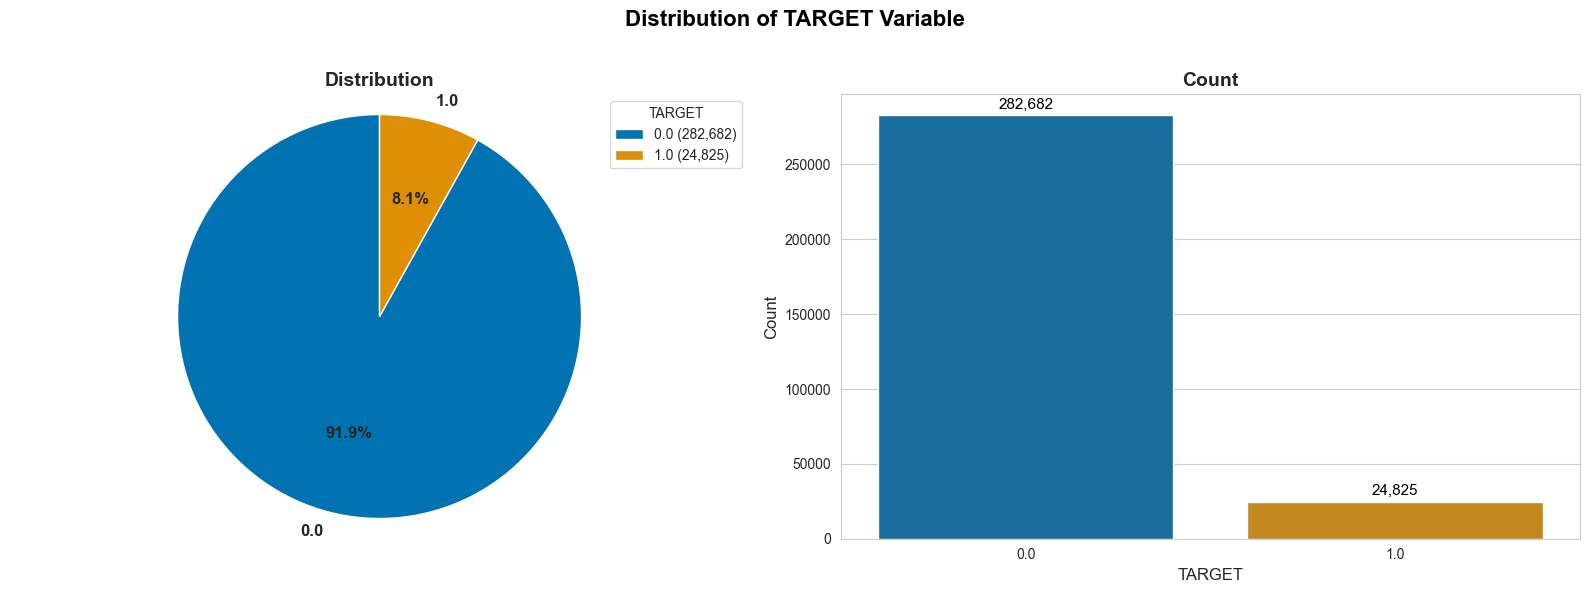 Distribution of TARGET Variable
Distribution
1.0
8.1%
91.9%
0.0
TARGET
0.0 (282,682)
1.0 (24,825)
Count
282,682
24,825
Count
250000
200000
150000
100000
50000
0
0.0
1.0
TARGET